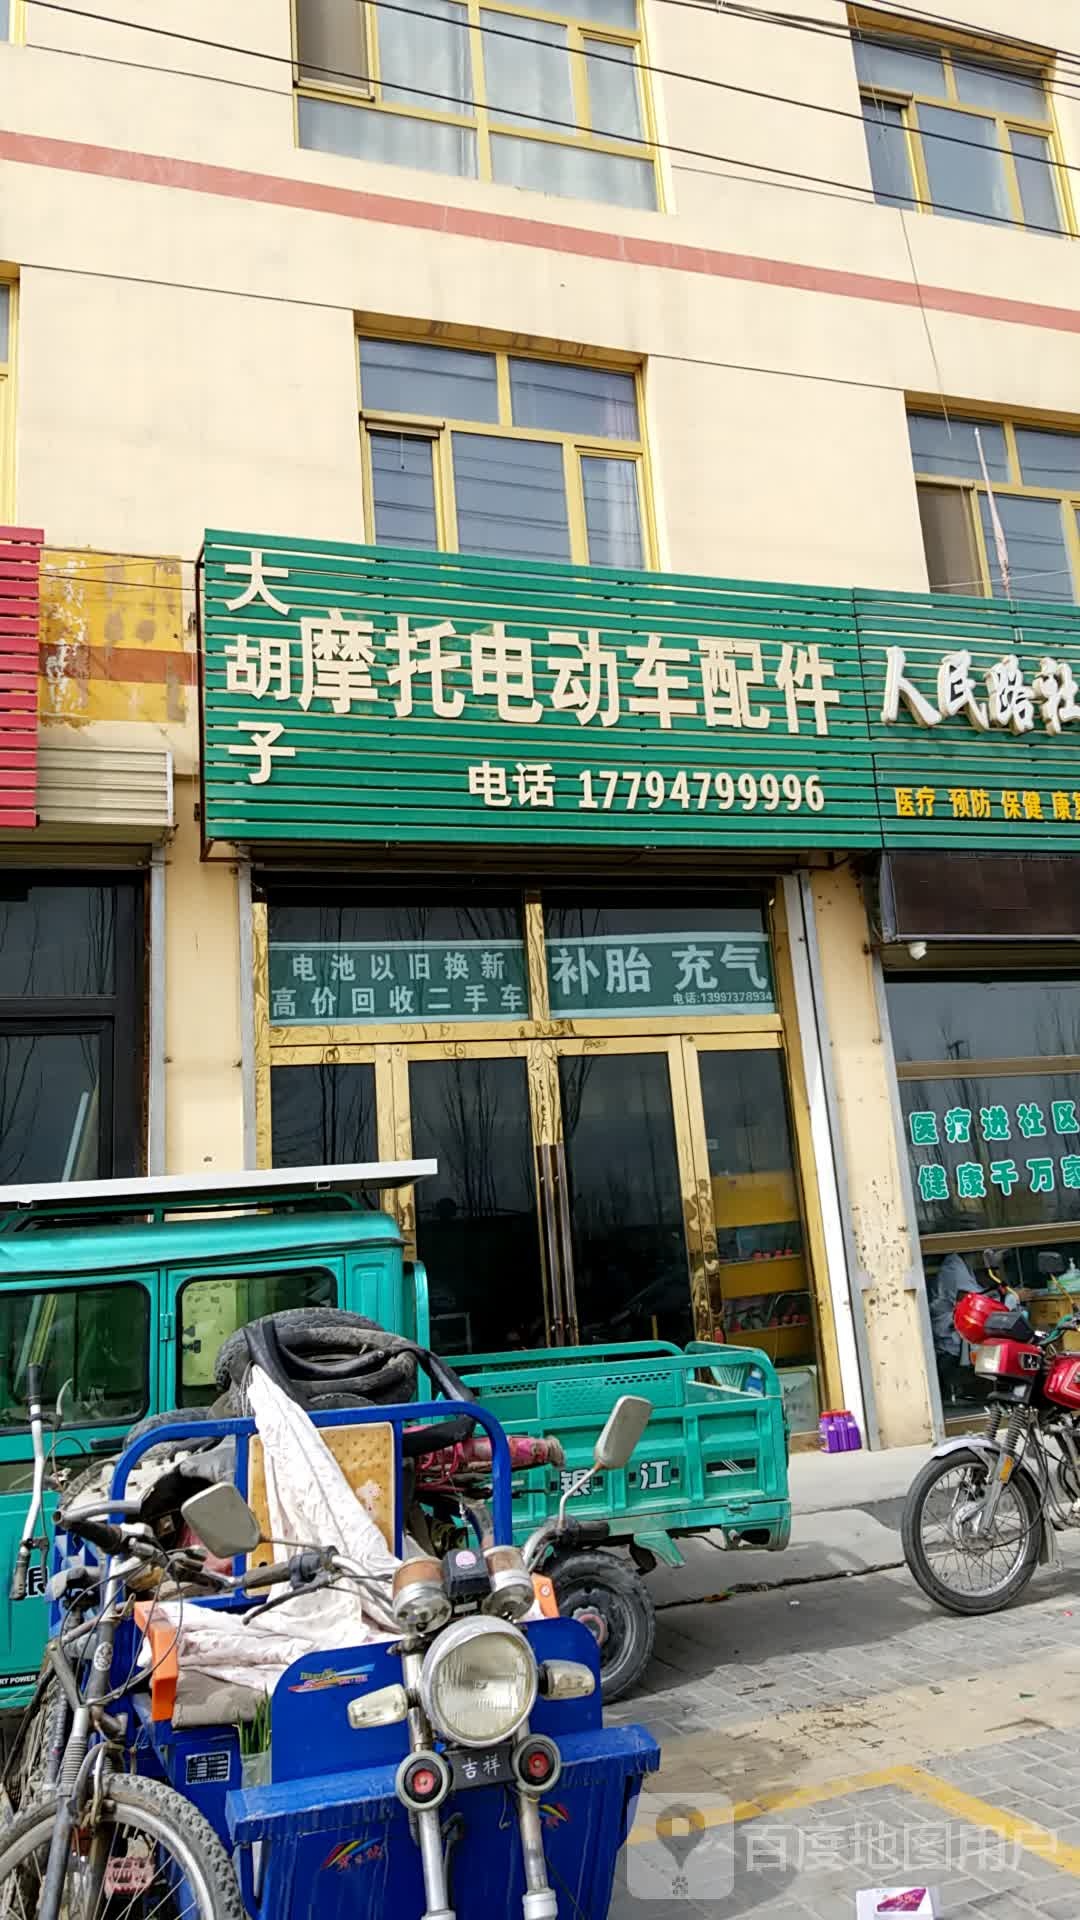 大胡子
摩托电动车配件
电话 17794799996
人民路社
医疗 预防 保健 康复
电池以旧换新
高价回收二手车
补胎 充气
电话:13997378934
医疗进社区
健康千万家
银江
吉祥
百度地图用户